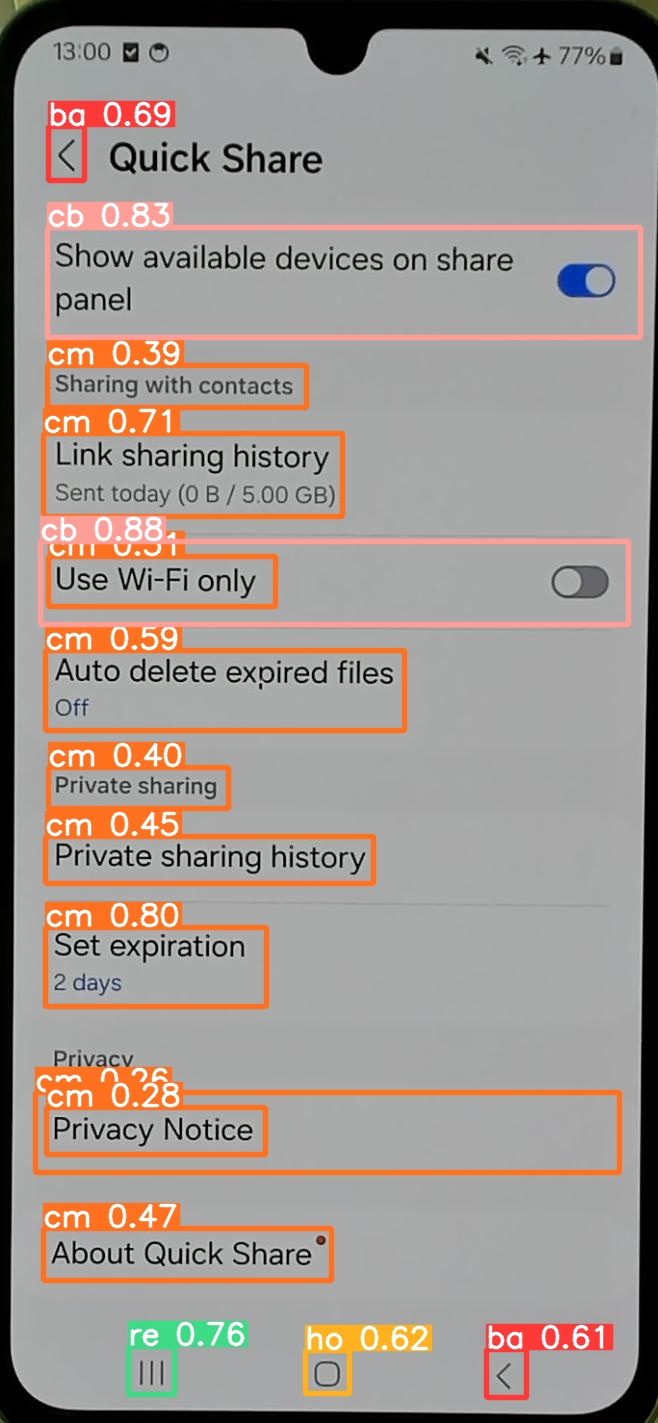 13:00
77%
ba 0.69
Quick Share
cb 0.83
Show available devices on share
panel
cm 0.39
Sharing with contacts
cm 0.71
Link sharing history
Sent today (0 B / 5.00 GB)
cb 0.88
Use Wi-Fi only
cm 0.59
Auto delete expired files
Off
cm 0.40
Private sharing
cm 0.45
Private sharing history
cm 0.80
Set expiration
2 days
Privacy
cm 0.26
cm 0.28
Privacy Notice
cm 0.47
About Quick Share
re 0.76
ho 0.62
ba 0.61